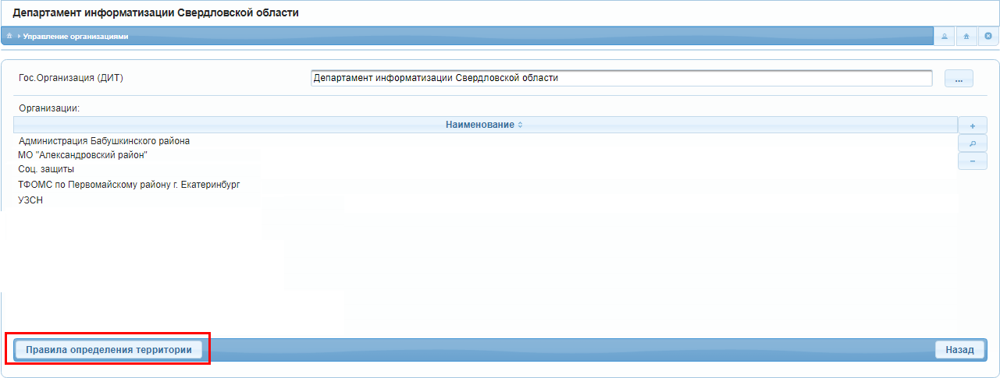 Департамент информатизации Свердловской области
Управление организациями
Гос.Организация (ДИТ) Департамент информатизации Свердловской области ...
Организации:
Наименование
Администрация Бабушкинского района
МО "Александровский район"
Соц. защиты
ТФОМС по Первомайскому району г. Екатеринбург
УЗСН
Правила определения территории Назад